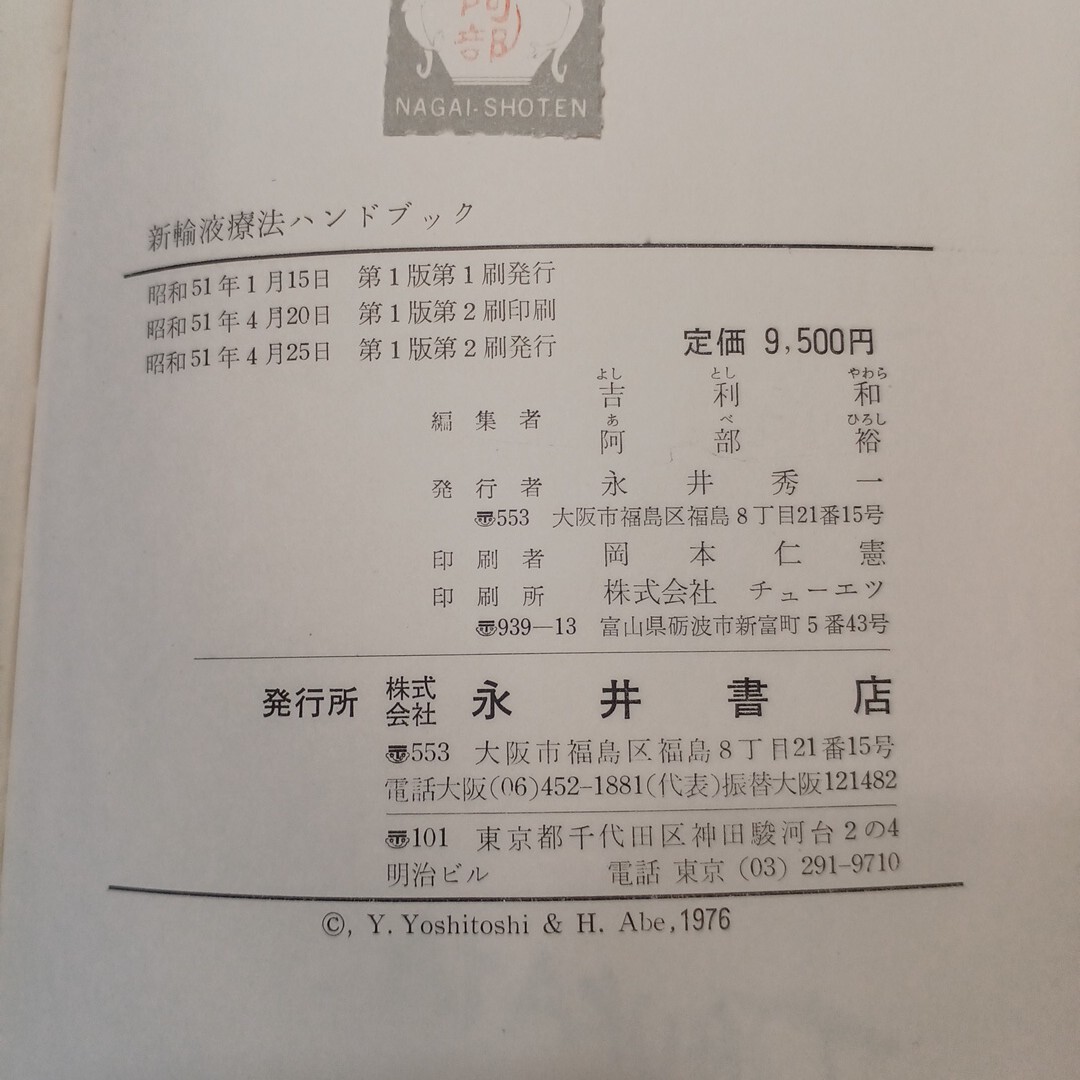 阿部
NAGAI-SHOTEN
新輸液療法ハンドブック
昭和51年1月15日 第1版第1刷発行
昭和51年4月20日 第1版第2刷印刷
昭和51年4月25日 第1版第2刷発行
定価 9,500円
よし とし やわら
吉利和
編集者
あ べ ひろし
阿部裕
発行者 永井秀一
〠553 大阪市福島区福島8丁目21番15号
印刷者 岡本仁憲
印刷所 株式会社 チューエツ
〠939—13 富山県砺波市新富町5番43号
発行所 株式会社 永井書店
〠553 大阪市福島区福島8丁目21番15号
電話大阪(06)452-1881(代表)振替大阪121482
〠101 東京都千代田区神田駿河台2の4
明治ビル 電話 東京 (03) 291-9710
©, Y. Yoshitoshi & H. Abe, 1976